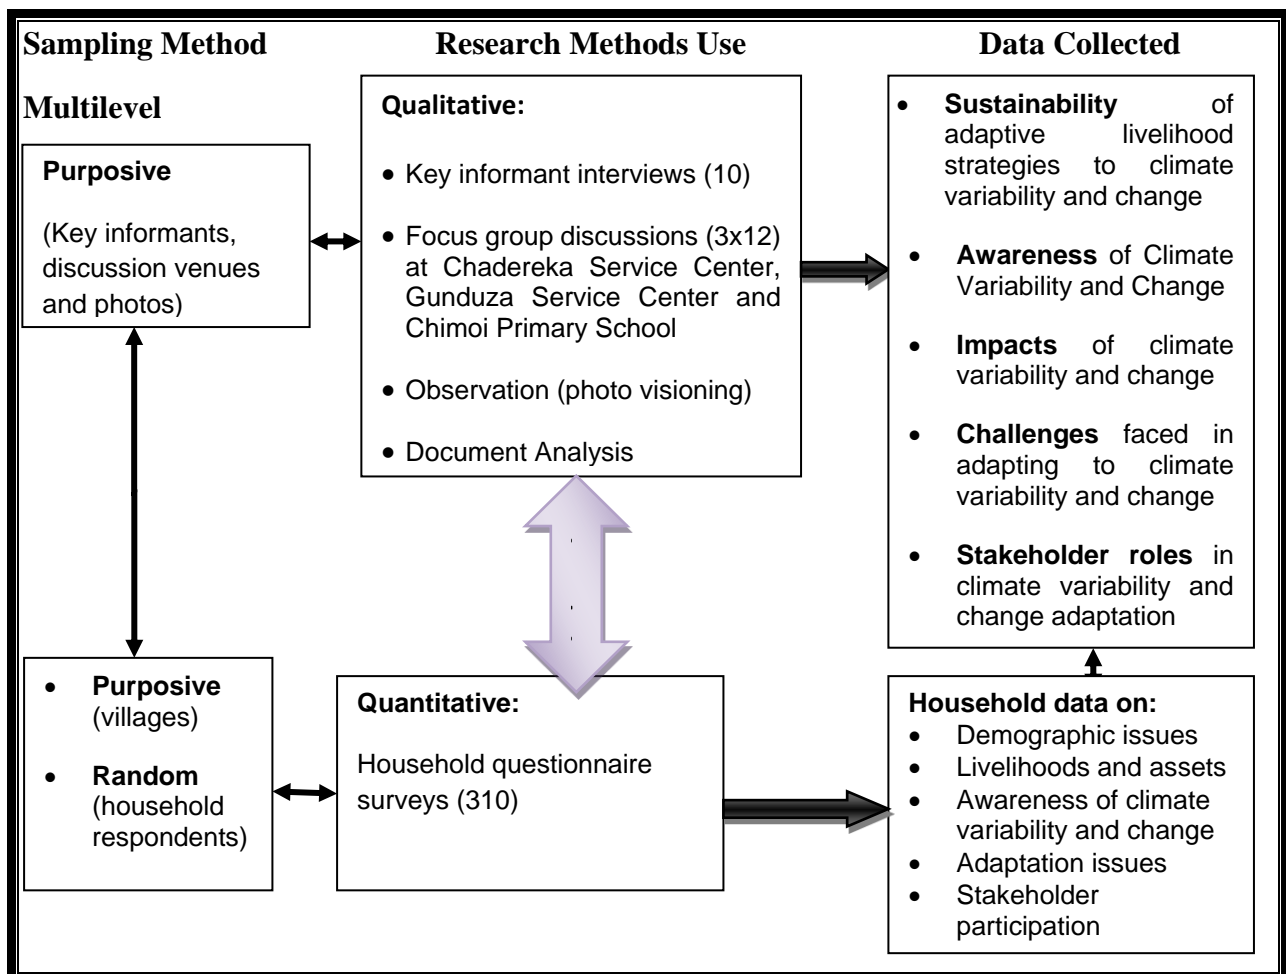 Sampling Method
Research Methods Use
Data Collected
Multilevel
Purposive
(Key informants,
discussion venues
and photos)
Qualitative:
• Key informant interviews (10)
• Focus group discussions (3x12)
at Chadereka Service Center,
Gunduza Service Center and
Chimoi Primary School
• Observation (photo visioning)
• Document Analysis
• Sustainability of
adaptive livelihood
strategies to climate
variability and change
• Awareness of Climate
Variability and Change
• Impacts of climate
variability and change
• Challenges faced in
adapting to climate
variability and change
• Stakeholder roles in
climate variability and
change adaptation
• Purposive
(villages)
• Random
(household
respondents)
Quantitative:
Household questionnaire
surveys (310)
Household data on:
• Demographic issues
• Livelihoods and assets
• Awareness of climate
variability and change
• Adaptation issues
• Stakeholder
participation